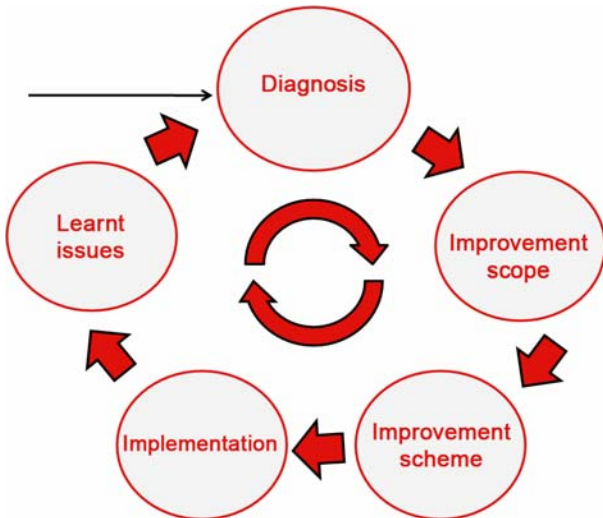 Diagnosis
Improvement
scope
Improvement
scheme
Implementation
Learnt
issues